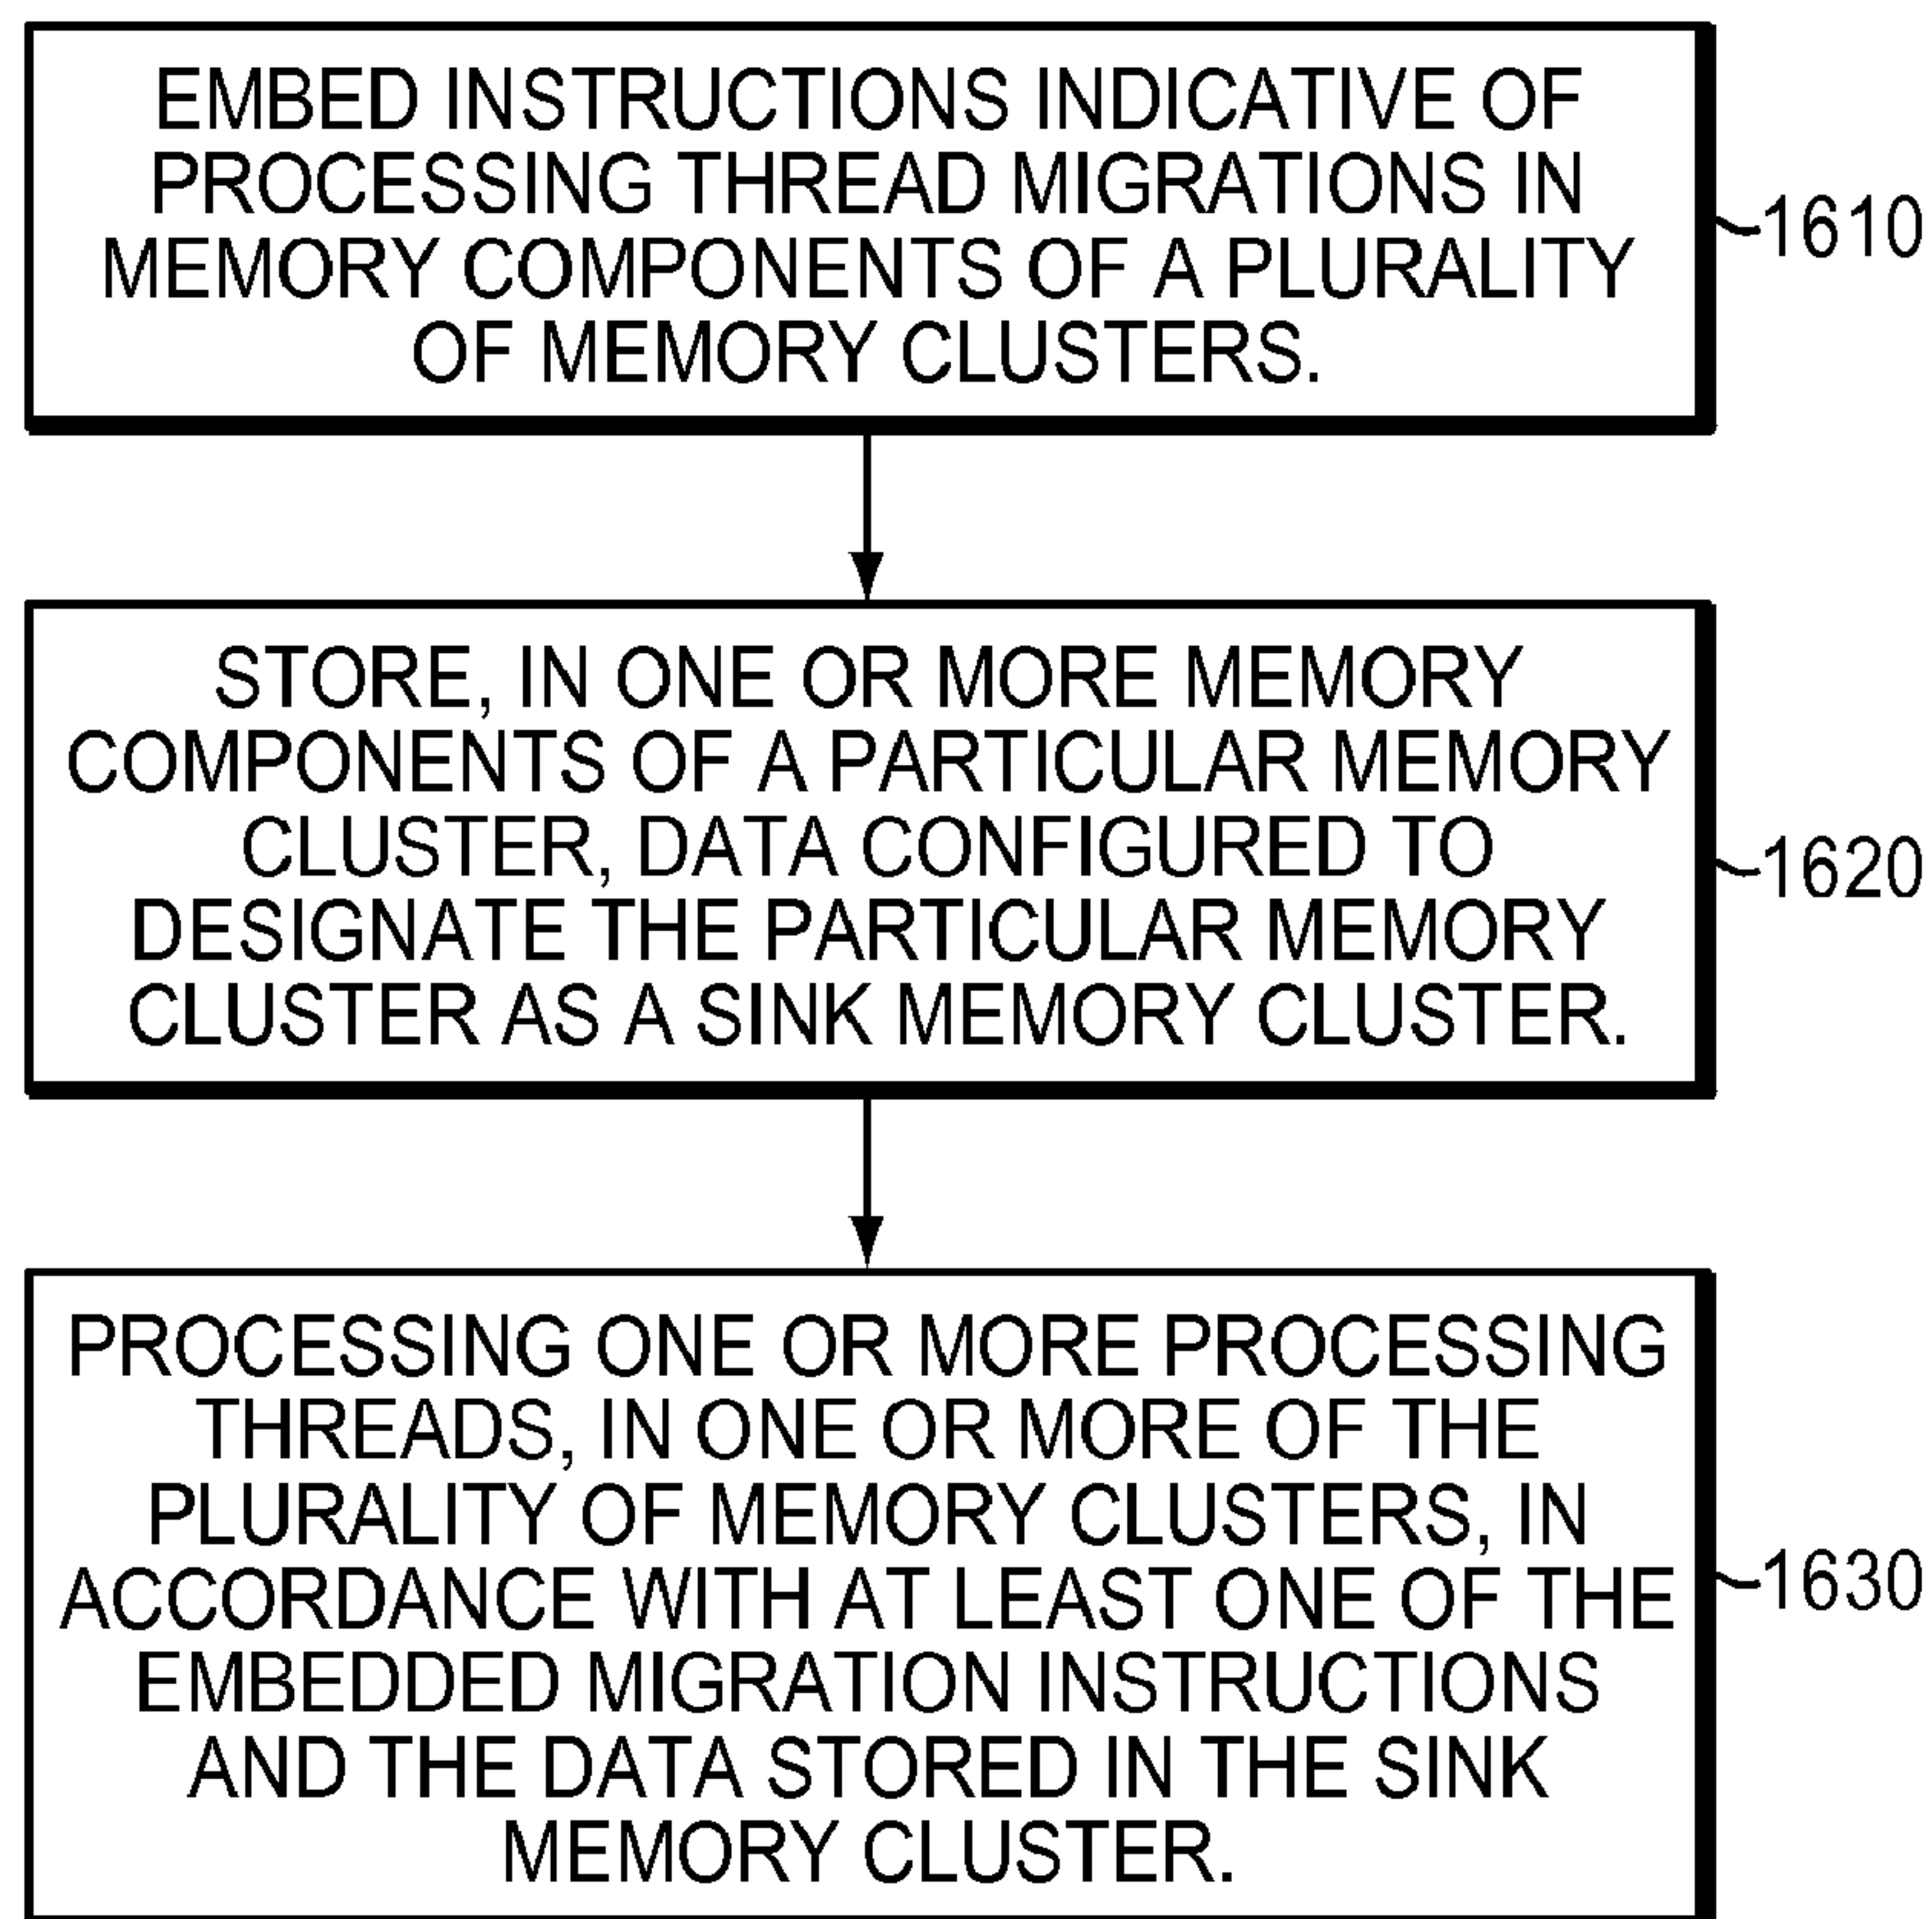 EMBED INSTRUCTIONS INDICATIVE OF
PROCESSING THREAD MIGRATIONS IN
MEMORY COMPONENTS OF A PLURALITY
OF MEMORY CLUSTERS.
1610
STORE, IN ONE OR MORE MEMORY
COMPONENTS OF A PARTICULAR MEMORY
CLUSTER, DATA CONFIGURED TO
DESIGNATE THE PARTICULAR MEMORY
CLUSTER AS A SINK MEMORY CLUSTER.
1620
PROCESSING ONE OR MORE PROCESSING
THREADS, IN ONE OR MORE OF THE
PLURALITY OF MEMORY CLUSTERS, IN
ACCORDANCE WITH AT LEAST ONE OF THE
EMBEDDED MIGRATION INSTRUCTIONS
AND THE DATA STORED IN THE SINK
MEMORY CLUSTER.
1630